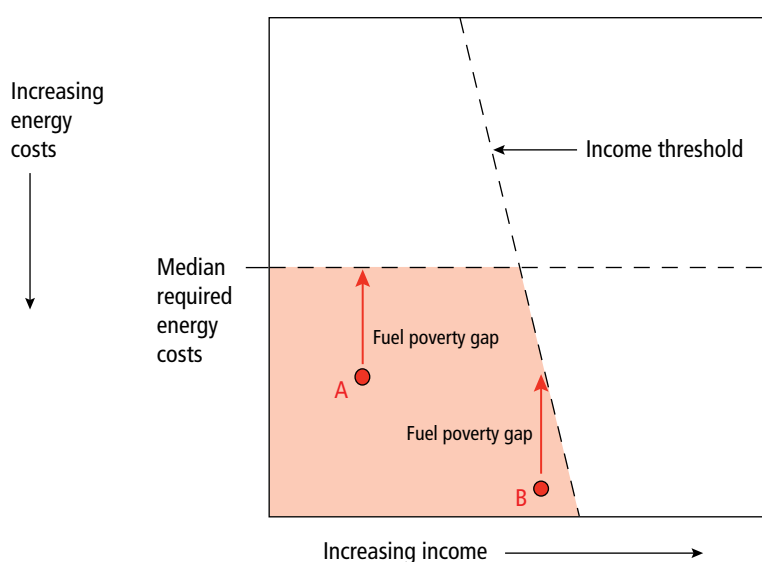 Increasing
energy
costs
Income threshold
Median
required
energy
costs
Fuel poverty gap
A
Fuel poverty gap
B
Increasing income